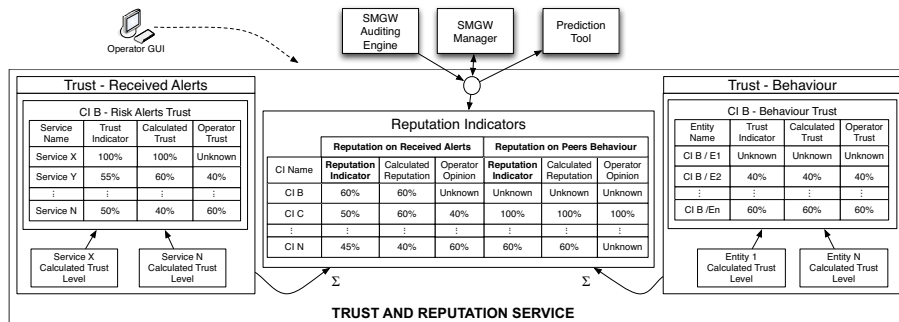 Operator GUI
SMGW
Auditing
Engine
SMGW
Manager
Prediction
Tool
Trust - Received Alerts
CI B - Risk Alerts Trust
Service Name Trust Indicator Calculated Trust Operator Trust
Service X 100% 100% Unknown
Service Y 55% 60% 40%
⋮ ⋮ ⋮ ⋮
Service N 50% 40% 60%
Service X
Calculated Trust
Level
Service N
Calculated Trust
Level
Reputation Indicators
Reputation on Received Alerts Reputation on Peers Behaviour
CI Name Reputation Indicator Calculated Reputation Operator Opinion Reputation Indicator Calculated Reputation Operator Opinion
CI B 60% 60% Unknown Unknown Unknown Unknown
CI C 50% 60% 40% 100% 100% 100%
⋮ ⋮ ⋮ ⋮ ⋮ ⋮ ⋮
CI N 45% 40% 60% 60% 60% Unknown
Trust - Behaviour
CI B - Behaviour Trust
Entity Name Trust Indicator Calculated Trust Operator Trust
CI B / E1 Unknown Unknown Unknown
CI B / E2 40% 40% 40%
⋮ ⋮ ⋮ ⋮
CI B /En 60% 60% 60%
Entity 1
Calculated Trust
Level
Entity N
Calculated Trust
Level
Σ Σ
TRUST AND REPUTATION SERVICE